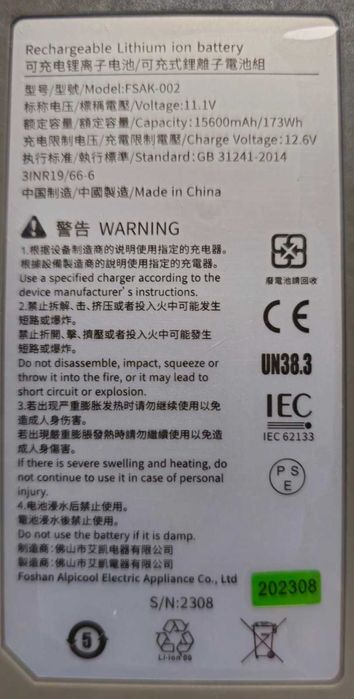 Rechargeable Lithium ion battery
可充电锂离子电池/可充式鋰離子電池組
型号/型號/Model:FSAK-002
标称电压/標稱電壓/Voltage:11.1V
额定容量/額定容量/Capacity:15600mAh/173Wh
充电限制电压/充電限制電壓/Charge Voltage:12.6V
执行标准/執行標準/Standard:GB 31241-2014
3INR19/66-6
中国制造/中國製造/Made in China
警告 WARNING
1.根据设备制造商的说明使用指定的充电器。
根據設備製造商的說明使用指定的充電器。
Use a specified charger according to the
device manufacturer's instructions.
2.禁止拆解、击、挤压或者投入火中可能发生
短路或爆炸。
禁止折開、擊、擠壓或者投入火中可能發生
短路或爆炸。
Do not disassemble, impact, squeeze or
throw it into the fire, or it may lead to
short circuit or explosion.
3.若出现严重膨胀发热时请勿继续使用以免
造成人身伤害。
若出現嚴重膨脹發熱時請勿繼續使用以免造
成人身傷害。
If there is severe swelling and heating, do
not continue to use it in case of personal
injury.
4.电池浸水后禁止使用。
電池浸水後禁止使用。
Do not use the battery if it is damp.
制造商:佛山市艾凯电器有限公司
製造商:佛山市艾凱電器有限公司
Foshan Alpicool Electric Appliance Co., Ltd
S/N:2308
廢電池請回收
CE
UN38.3
IEC
IEC 62133
PS
E
202308
5
Li-ion 00